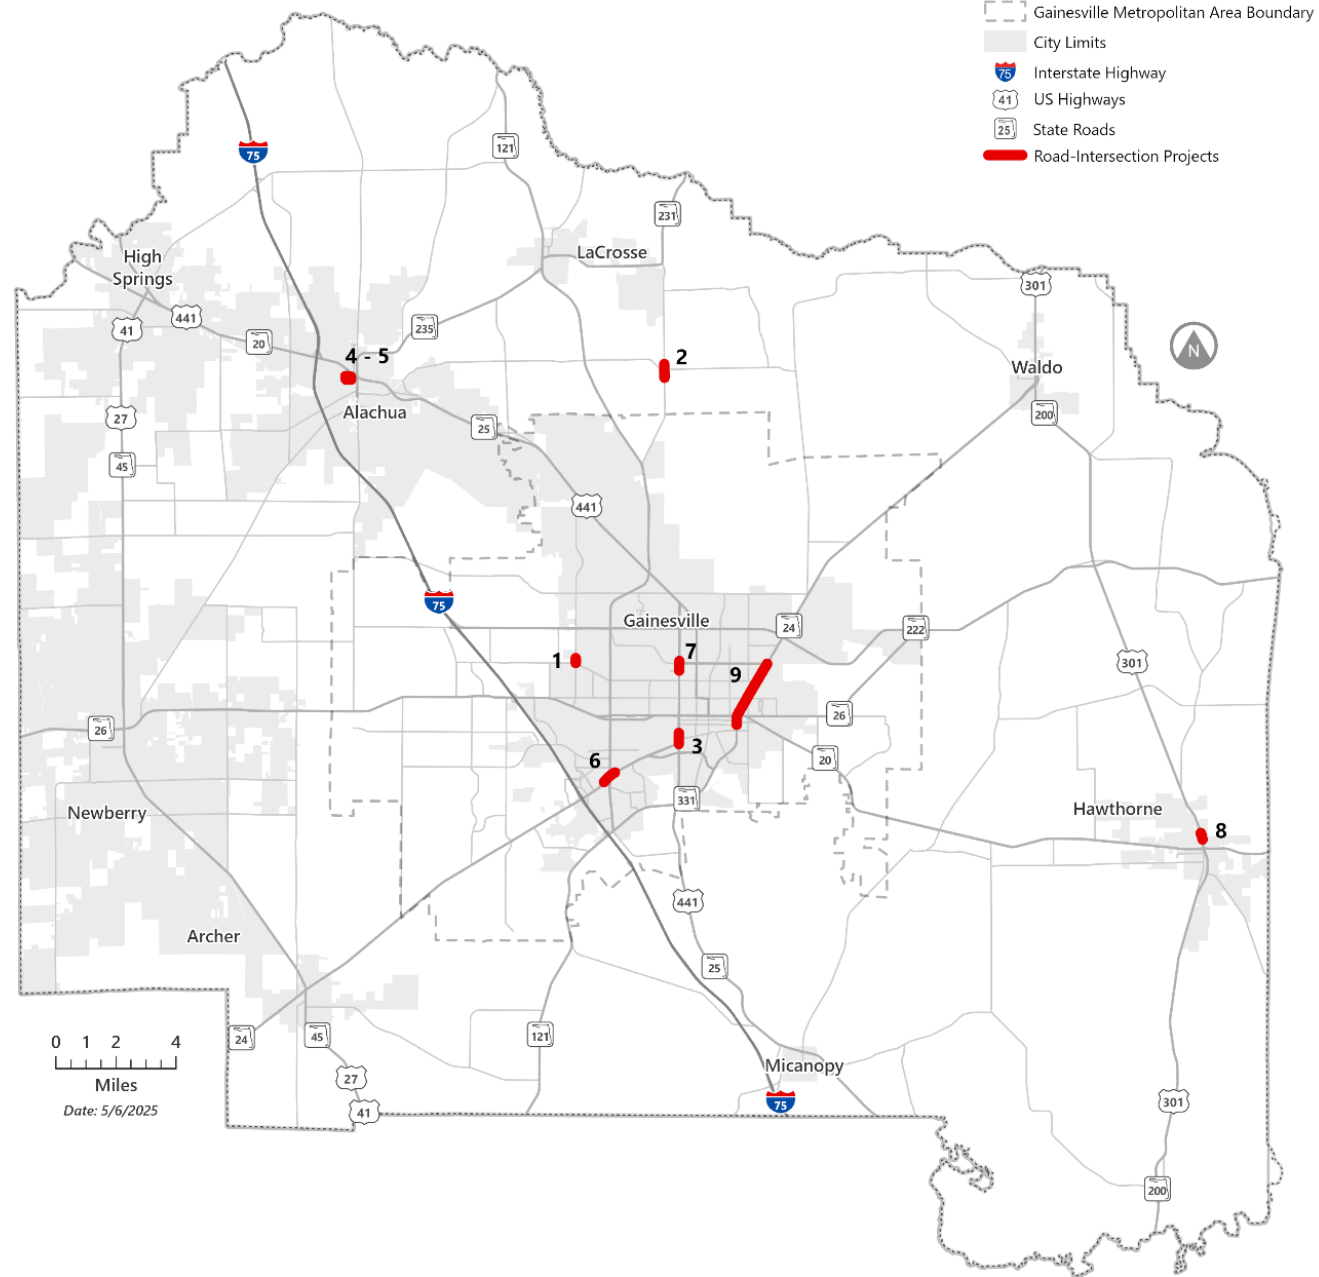 Gainesville Metropolitan Area Boundary
City Limits
75
Interstate Highway
41
US Highways
25
State Roads
Road-Intersection Projects
75
121
231
LaCrosse
High
Springs
301
41
441
20
235
N
4 - 5
2
Waldo
Alachua
27
200
25
45
441
75
Gainesville
24
222
1
7
301
9
26
26
3
20
6
331
Newberry
Hawthorne
8
441
Archer
25
24
45
121
0 1 2 4
Miles
Date: 5/6/2025
Micanopy
27
75
41
301
200